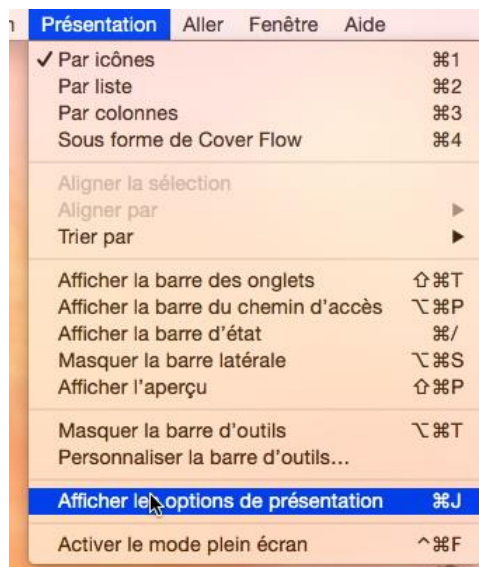 Présentation Aller Fenêtre Aide
✓ Par icônes ⌘1
Par liste ⌘2
Par colonnes ⌘3
Sous forme de Cover Flow ⌘4
Aligner la sélection
Aligner par ▶
Trier par ▶
Afficher la barre des onglets ⇧⌘T
Afficher la barre du chemin d'accès ⌥⌘P
Afficher la barre d'état ⌘/
Masquer la barre latérale ⌥⌘S
Afficher l'aperçu ⇧⌘P
Masquer la barre d'outils ⌥⌘T
Personnaliser la barre d'outils...
Afficher les options de présentation ⌘J
Activer le mode plein écran ^⌘F